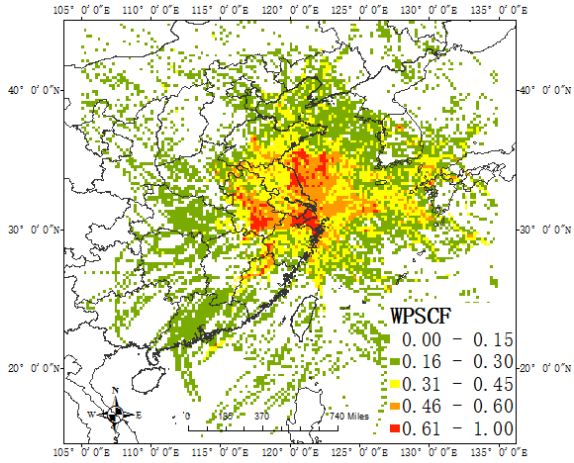 105° 0′0″E 110° 0′0″E 115° 0′0″E 120° 0′0″E 125° 0′0″E 130° 0′0″E 135° 0′0″E
40° 0′0″N 40° 0′0″N
30° 0′0″N 30° 0′0″N
20° 0′0″N 20° 0′0″N
WPSCF
0.00 - 0.15
0.16 - 0.30
0.31 - 0.45
0.46 - 0.60
0.61 - 1.00
N
W E
S
0 185 370 740 Miles
105° 0′0″E 110° 0′0″E 115° 0′0″E 120° 0′0″E 125° 0′0″E 130° 0′0″E 135° 0′0″E